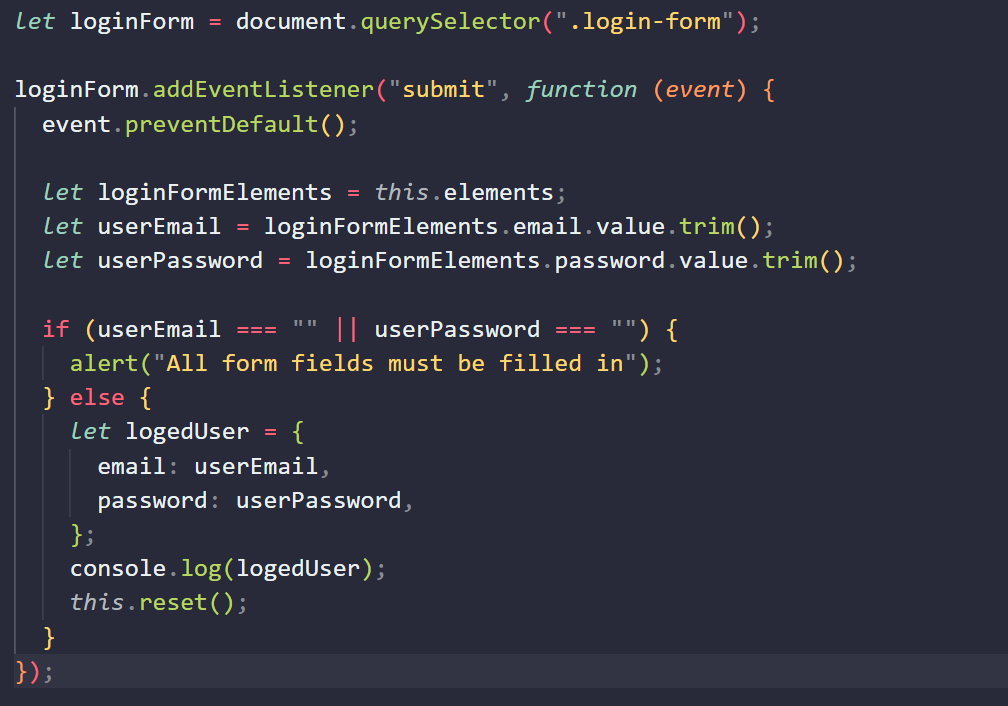 let loginForm = document.querySelector(".login-form");
loginForm.addEventListener("submit", function (event) {
event.preventDefault();
let loginFormElements = this.elements;
let userEmail = loginFormElements.email.value.trim();
let userPassword = loginFormElements.password.value.trim();
if (userEmail === "" || userPassword === "") {
alert("All form fields must be filled in");
} else {
let logedUser = {
email: userEmail,
password: userPassword,
};
console.log(logedUser);
this.reset();
}
});